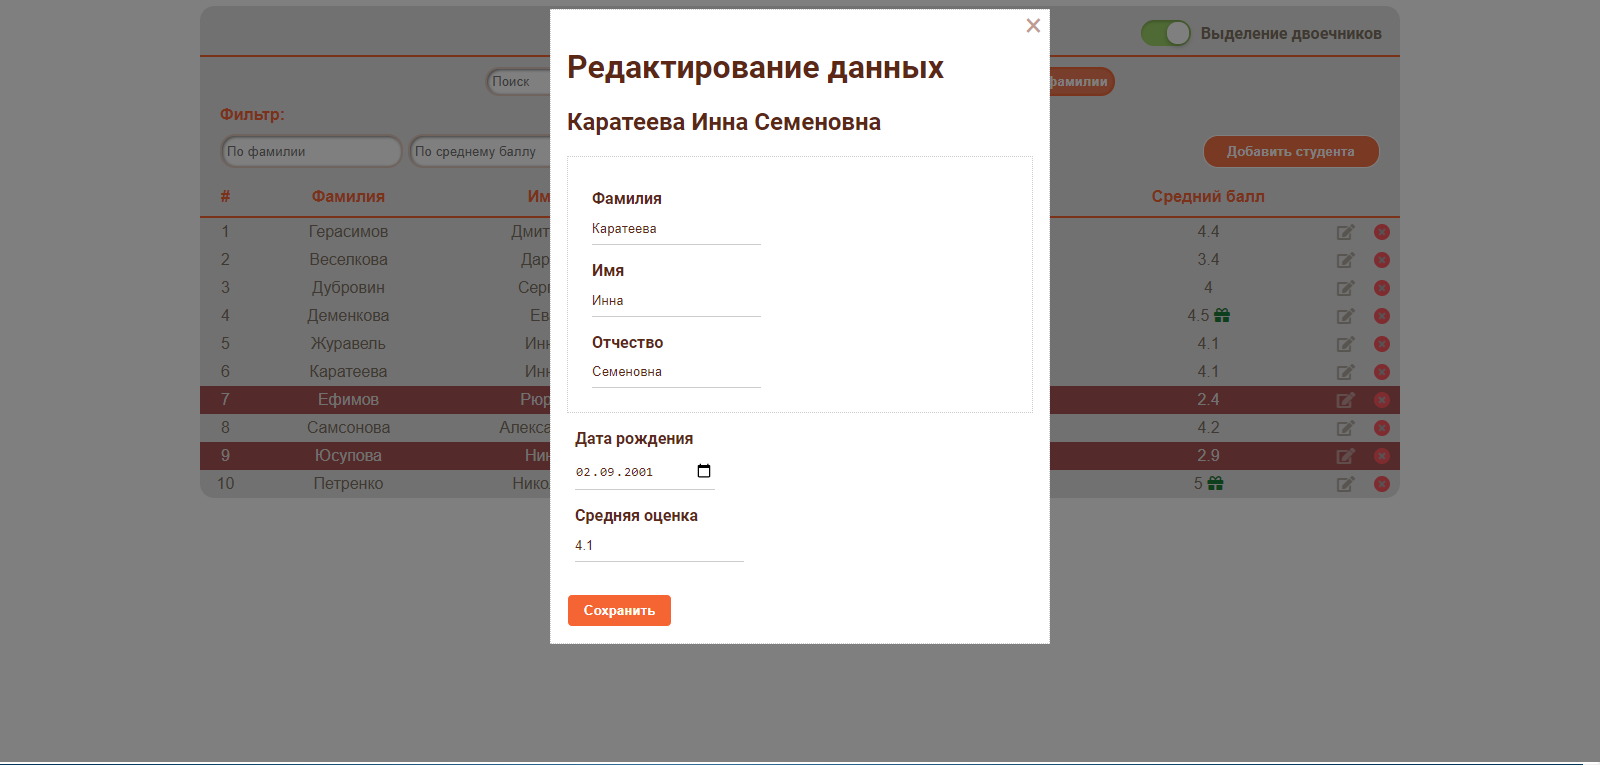 Выделение двоечников
Поиск
фамилии
Фильтр:
По фамилии
По среднему баллу
Добавить студента
# Фамилия Им Средний балл
1 Герасимов Дмит 4.4
2 Веселкова Дар 3.4
3 Дубровин Серг 4
4 Деменкова Ев 4.5
5 Журавель Инн 4.1
6 Каратеева Инн 4.1
7 Ефимов Рюр 2.4
8 Самсонова Алекса 4.2
9 Юсупова Нин 2.9
10 Петренко Нико 5
×
Редактирование данных
Каратеева Инна Семеновна
Фамилия
Каратеева
Имя
Инна
Отчество
Семеновна
Дата рождения
02.09.2001
Средняя оценка
4.1
Сохранить